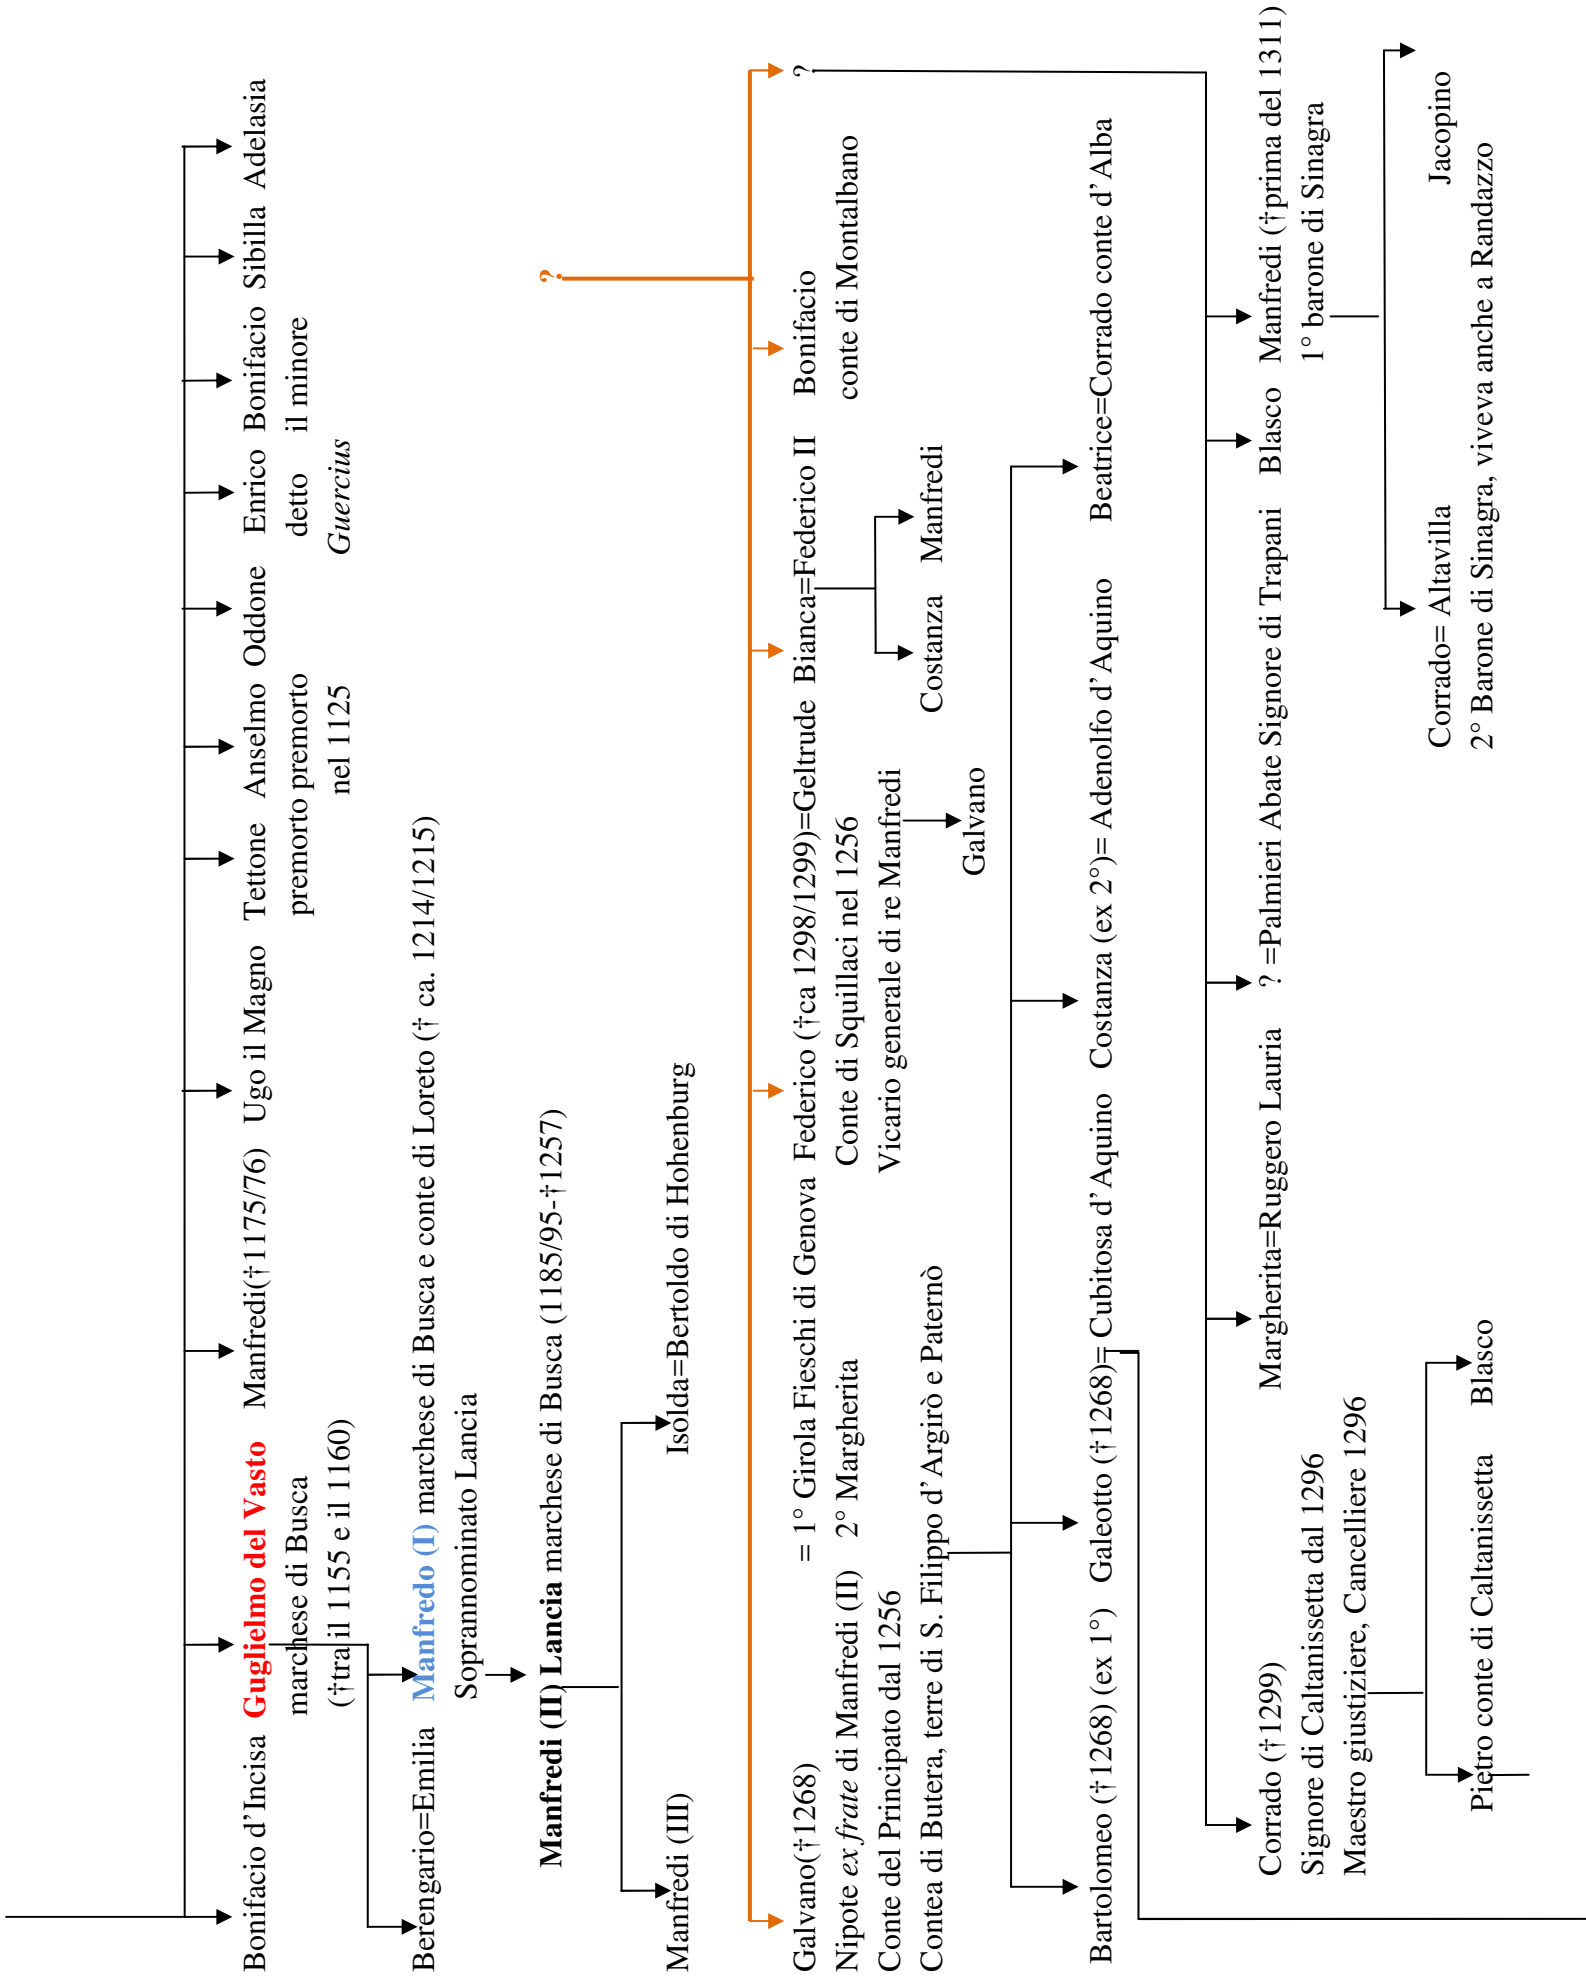 Bonifacio d'Incisa Guglielmo del Vasto Manfredi(†1175/76) Ugo il Magno Tettone Anselmo Oddone Enrico Bonifacio Sibilla Adelasia
marchese di Busca premorto premorto detto il minore
(†tra il 1155 e il 1160) nel 1125 Guercius
Berengario=Emilia Manfredo (I) marchese di Busca e conte di Loreto († ca. 1214/1215)
Soprannominato Lancia
Manfredi (II) Lancia marchese di Busca (1185/95-†1257) ?
Manfredi (III) Isolda=Bertoldo di Hohenburg
Galvano(†1268) = 1° Girola Fieschi di Genova Federico (†ca 1298/1299)=Geltrude Bianca=Federico II Bonifacio ?
Nipote ex frate di Manfredi (II) 2° Margherita Conte di Squillaci nel 1256 conte di Montalbano
Conte del Principato dal 1256 Vicario generale di re Manfredi
Contea di Butera, terre di S. Filippo d'Argirò e Paternò Costanza Manfredi
Galvano
Bartolomeo (†1268) (ex 1°) Galeotto (†1268)= Cubitosa d'Aquino Costanza (ex 2°)= Adenolfo d'Aquino Beatrice=Corrado conte d'Alba
Corrado (†1299) Margherita=Ruggero Lauria ? =Palmieri Abate Signore di Trapani Blasco Manfredi (†prima del 1311)
Signore di Caltanissetta dal 1296 1° barone di Sinagra
Maestro giustiziere, Cancelliere 1296
Corrado= Altavilla Jacopino
Pietro conte di Caltanissetta Blasco 2° Barone di Sinagra, viveva anche a Randazzo